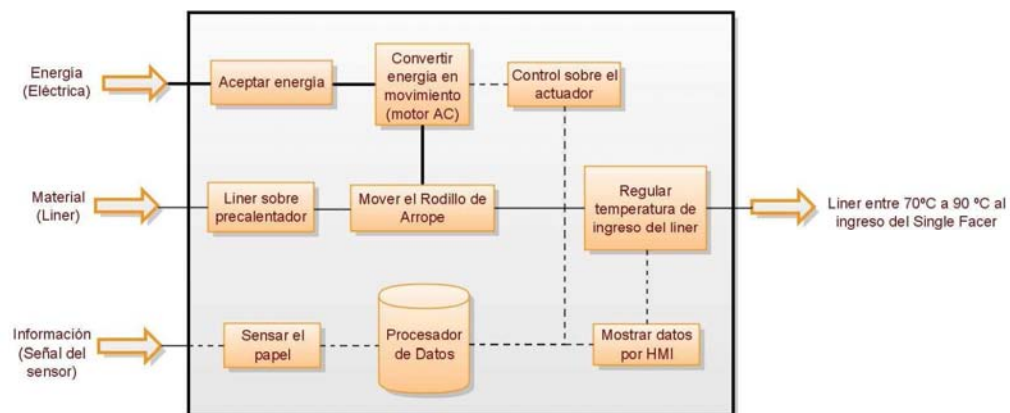 Energía
(Eléctrica)
Aceptar energía
Convertir
energía en
movimiento
(motor AC)
Control sobre el
actuador
Material
(Liner)
Liner sobre
precalentador
Mover el Rodillo de
Arrope
Regular
temperatura de
ingreso del liner
Liner entre 70ºC a 90 ºC al
ingreso del Single Facer
Información
(Señal del
sensor)
Sensar el
papel
Procesador
de Datos
Mostrar datos
por HMI